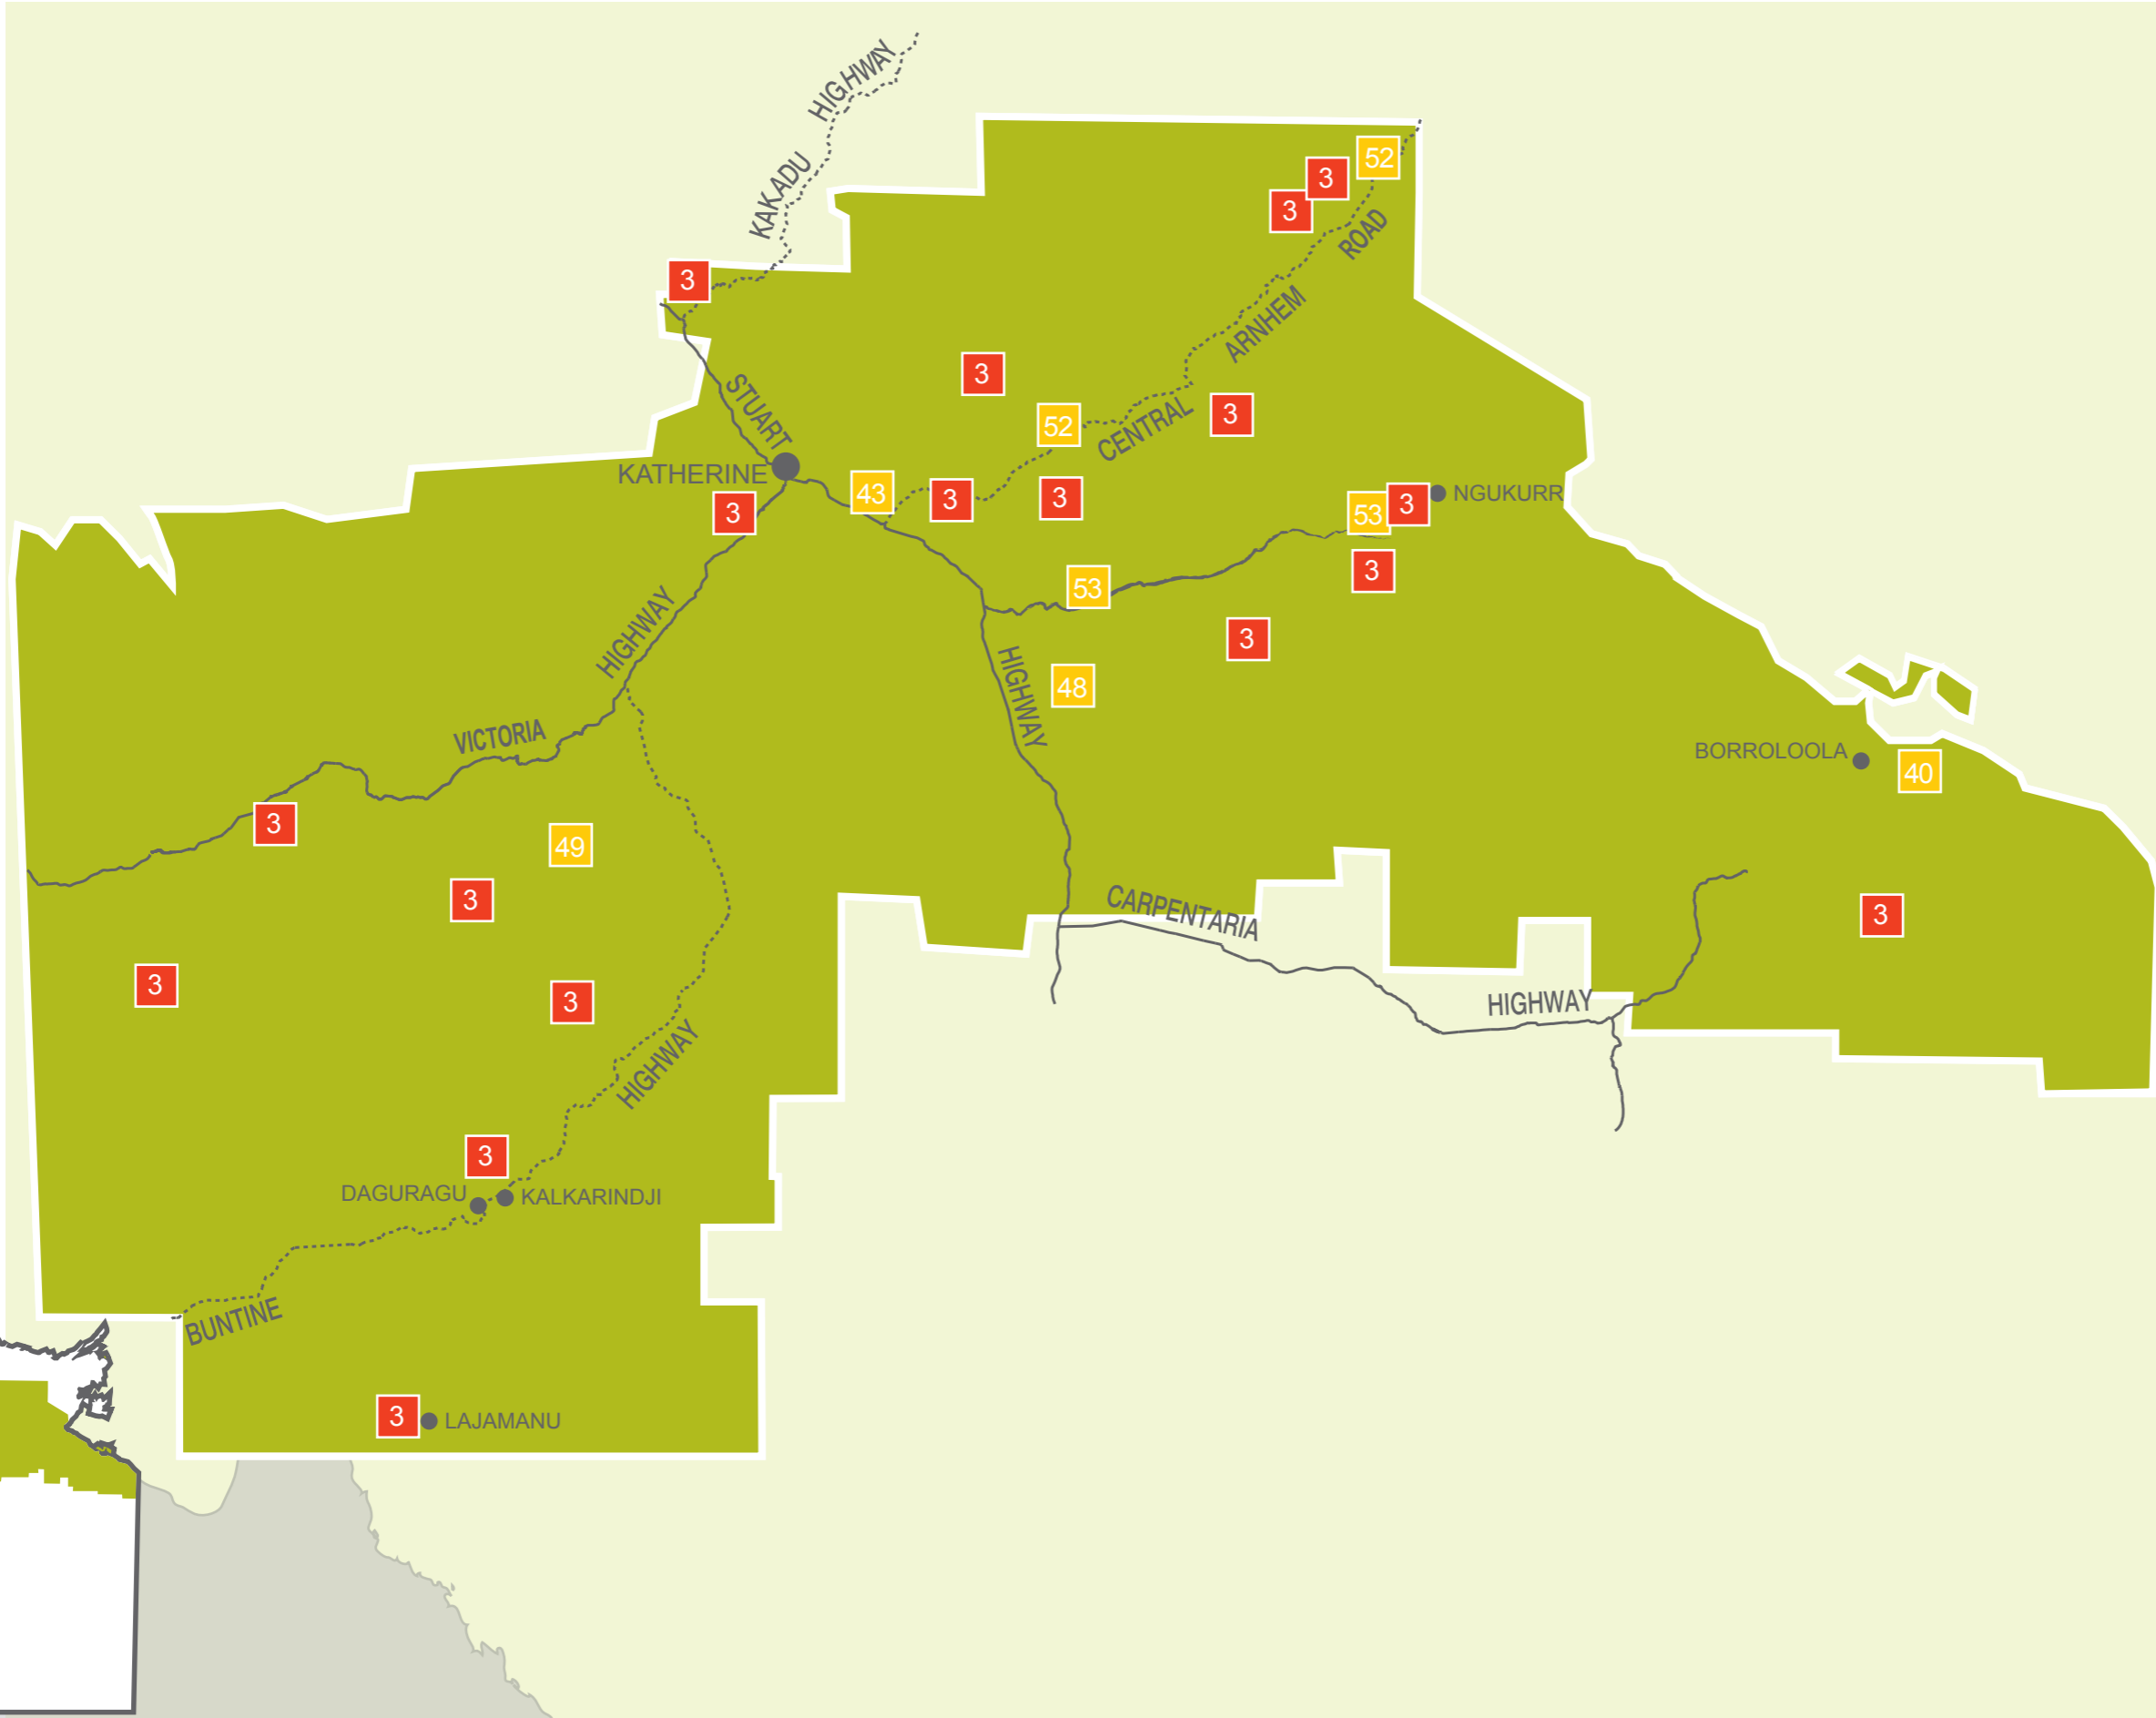 KAKADU HIGHWAY
52
3
3
ROAD
3
ARNHEM
3
STUART
3
52
CENTRAL
KATHERINE
43
3
3
3
53
3
NGUKURR
3
53
HIGHWAY
3
HIGHWAY
48
VICTORIA
BORROLOOLA
40
3
49
3
CARPENTARIA
3
3
3
HIGHWAY
HIGHWAY
3
DAGURAGU
KALKARINDJI
BUNTINE
3
LAJAMANU